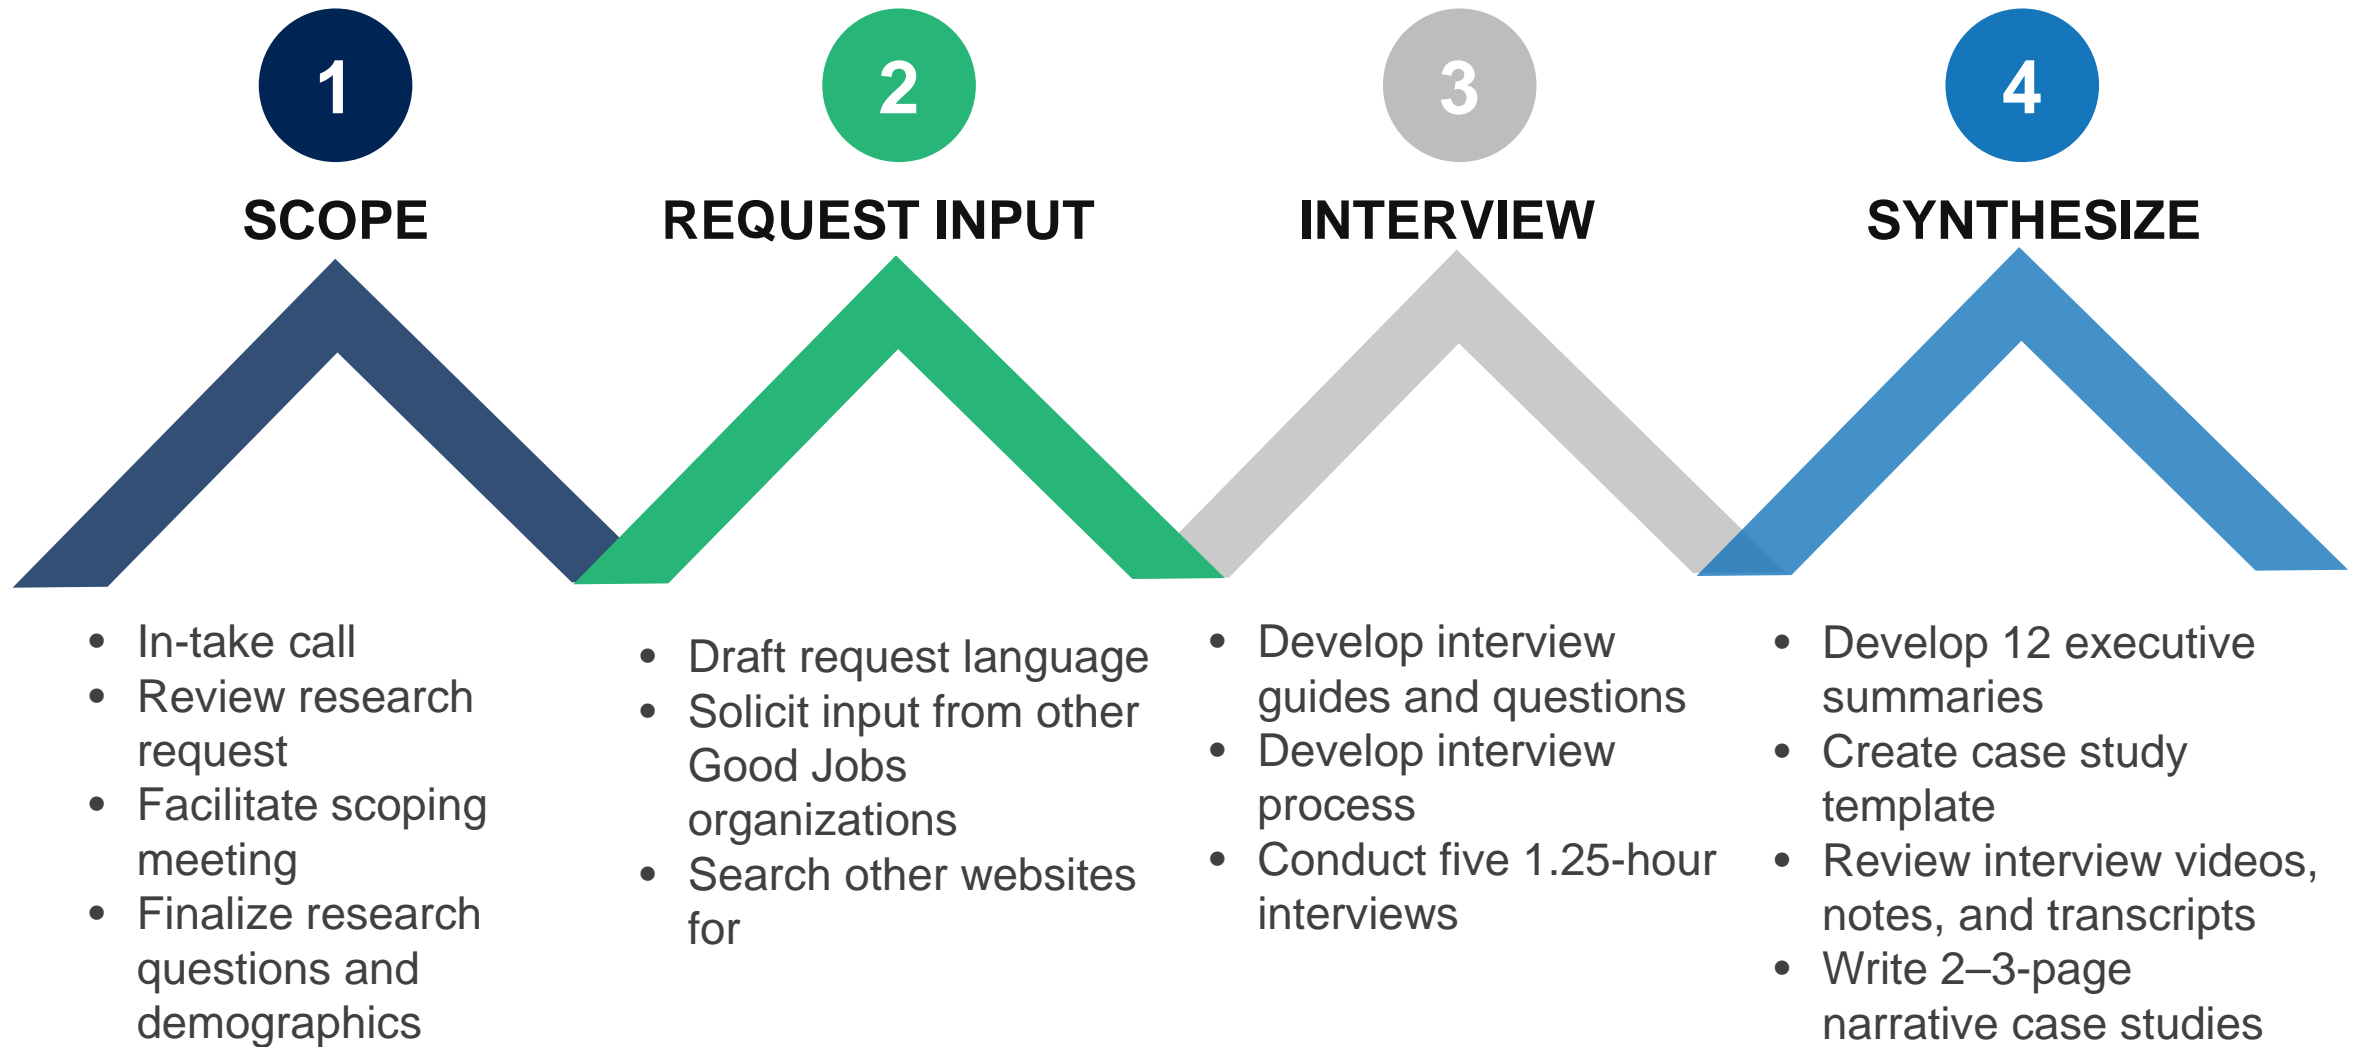 1
SCOPE
• In-take call
• Review research
request
• Facilitate scoping
meeting
• Finalize research
questions and
demographics
2
REQUEST INPUT
• Draft request language
• Solicit input from other
Good Jobs
organizations
• Search other websites
for
3
INTERVIEW
• Develop interview
guides and questions
• Develop interview
process
• Conduct five 1.25-hour
interviews
4
SYNTHESIZE
• Develop 12 executive
summaries
• Create case study
template
• Review interview videos,
notes, and transcripts
• Write 2–3-page
narrative case studies